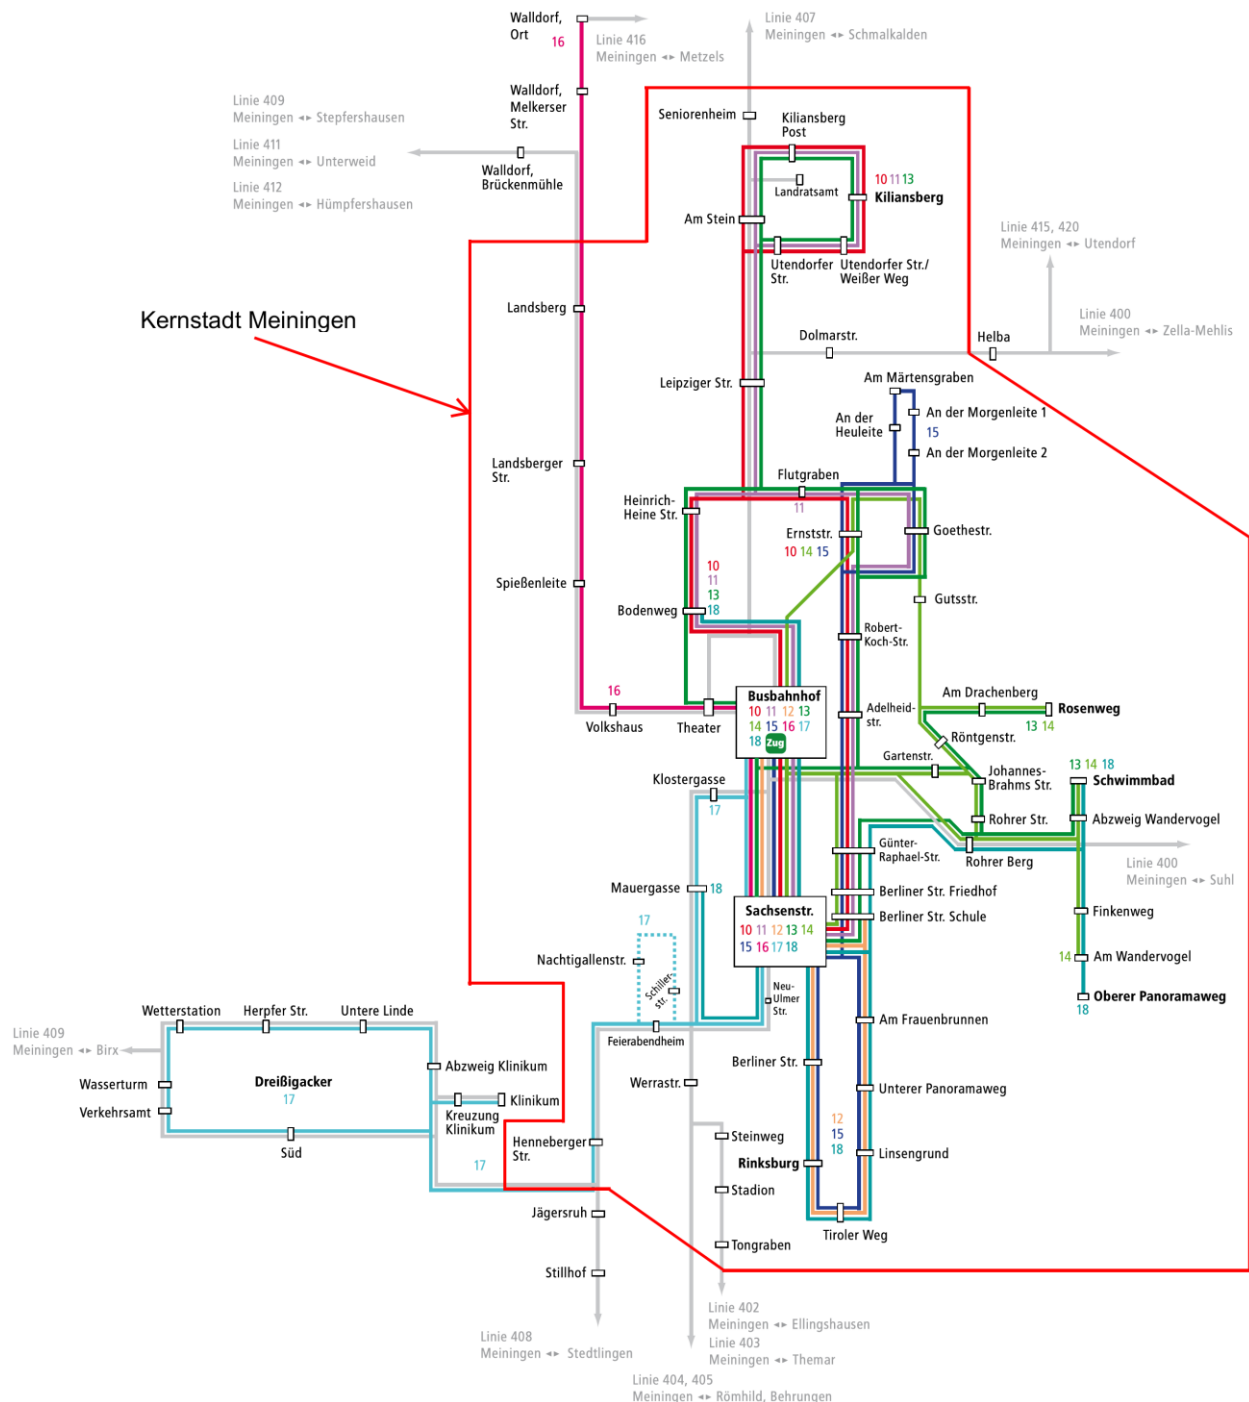 Walldorf,
Ort
16
Linie 416
Meiningen ◄► Metzels
Linie 407
Meiningen ◄► Schmalkalden
Walldorf,
Melkerser
Str.
Linie 409
Meiningen ◄► Stepfershausen
Linie 411
Meiningen ◄► Unterweid
Linie 412
Meiningen ◄► Hümpfershausen
Walldorf,
Brückenmühle
Seniorenheim
Kiliansberg
Post
Landratsamt
10 11 13
Kiliansberg
Am Stein
Utendorfer
Str.
Utendorfer Str./
Weißer Weg
Linie 415, 420
Meiningen ◄► Utendorf
Kernstadt Meiningen
Landsberg
Linie 400
Meiningen ◄► Zella-Mehlis
Dolmarstr.
Helba
Leipziger Str.
Am Märtensgraben
An der
Heuleite
An der Morgenleite 1
15
An der Morgenleite 2
Landsberger
Str.
Flutgraben
11
Heinrich-
Heine Str.
Ernststr.
10 14 15
Goethestr.
Spießenleite
10
11
13
18
Bodenweg
Gutsstr.
Robert-
Koch-Str.
16
Volkshaus
Theater
Busbahnhof
10 11 12 13
14 15 16 17
18 Zug
Adelheid-
str.
Am Drachenberg
Rosenweg
13 14
Röntgenstr.
Gartenstr.
Klostergasse
17
Johannes-
Brahms Str.
13 14 18
Schwimmbad
Rohrer Str.
Abzweig Wandervogel
Günter-
Raphael-Str.
Rohrer Berg
Linie 400
Meiningen ◄► Suhl
Mauergasse
18
Berliner Str. Friedhof
Sachsenstr.
10 11 12 13 14
15 16 17 18
Berliner Str. Schule
Finkenweg
17
Nachtigallenstr.
Schiller-
str.
14
Am Wandervogel
Neu-
Ulmer
Str.
Oberer Panoramaweg
18
Wetterstation
Herpfer Str.
Untere Linde
Linie 409
Meiningen ◄► Birx
Feierabendheim
Am Frauenbrunnen
Abzweig Klinikum
Berliner Str.
Wasserturm
Dreißigacker
17
Verkehrsamt
Werrastr.
Unterer Panoramaweg
Kreuzung
Klinikum
Klinikum
Süd
Henneberger
Str.
17
Steinweg
12
15
18
Rinksburg
Linsengrund
Stadion
Jägersruh
Tiroler Weg
Tongraben
Stillhof
Linie 402
Meiningen ◄► Ellingshausen
Linie 408
Meiningen ◄► Stedtlingen
Linie 403
Meiningen ◄► Themar
Linie 404, 405
Meiningen ◄► Römhild, Behrungen